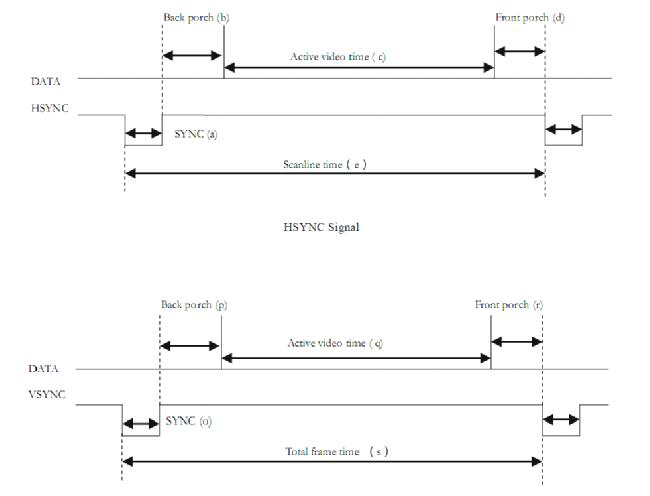 Back porch (b) Front porch (d)
Active video time ( c)
DATA
HSYNC
SYNC (a)
Scanline time ( e )
HSYNC Signal
Back porch (p) Front porch (r)
Active video time ( q)
DATA
VSYNC
SYNC (o)
Total frame time ( s )